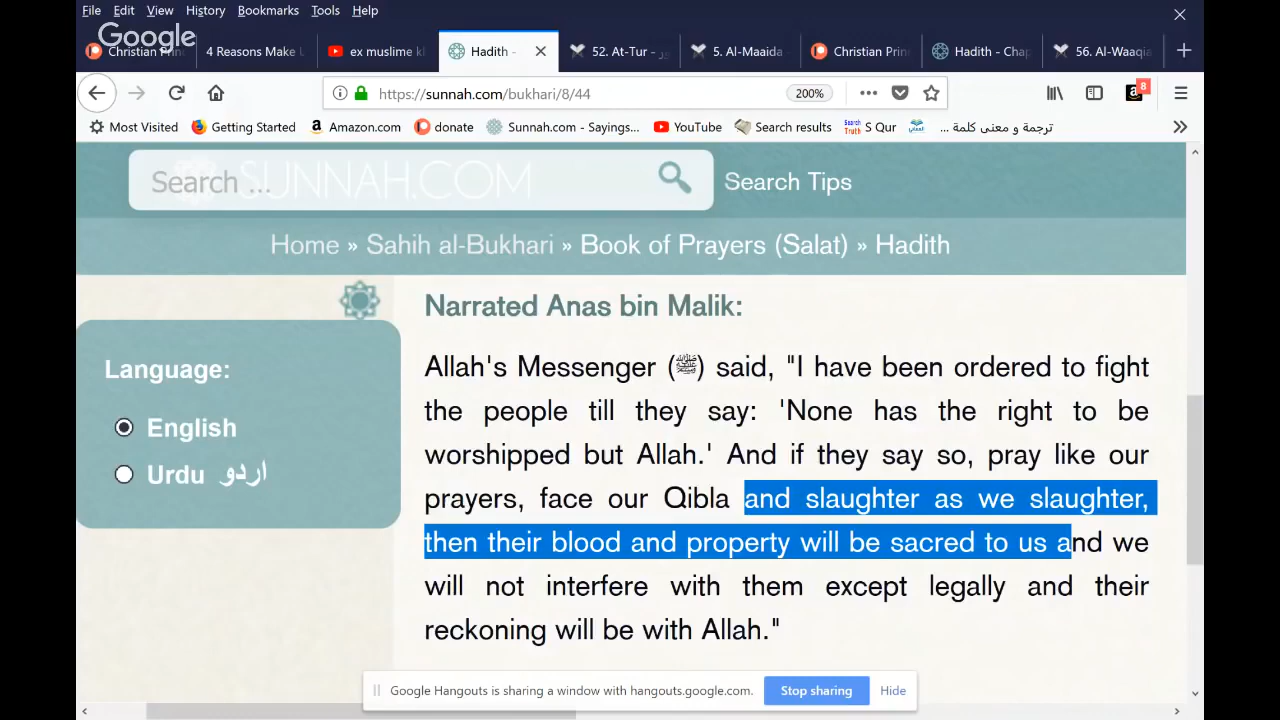 File Edit View History Bookmarks Tools Help
Google
Christian Prin 4 Reasons Make L ex muslime kl Hadith - 52. At-Tur - 5. Al-Maaida - Christian Prin Hadith - Chap 56. Al-Waaqia
https://sunnah.com/bukhari/8/44 200% 8
Most Visited Getting Started Amazon.com donate Sunnah.com - Sayings... YouTube Search results Search Truth S Qur ترجمة و معنى كلمة ...
SUNNAH.COM
Search ... Search Tips
Home » Sahih al-Bukhari » Book of Prayers (Salat) » Hadith
Narrated Anas bin Malik:
Language:
English
Urdu اردو
Allah's Messenger (ﷺ) said, "I have been ordered to fight
the people till they say: 'None has the right to be
worshipped but Allah.' And if they say so, pray like our
prayers, face our Qibla and slaughter as we slaughter,
then their blood and property will be sacred to us and we
will not interfere with them except legally and their
reckoning will be with Allah."
Google Hangouts is sharing a window with hangouts.google.com. Stop sharing Hide